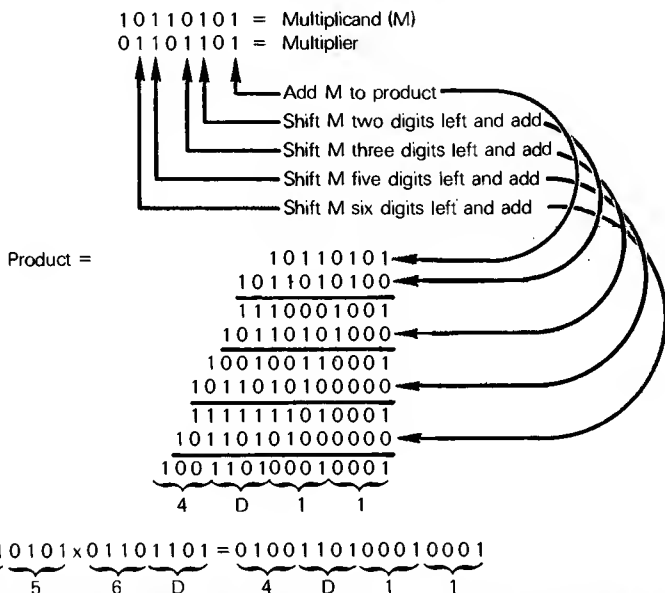 10110101 = Multiplicand (M)
01101101 = Multiplier
Add M to product
Shift M two digits left and add
Shift M three digits left and add
Shift M five digits left and add
Shift M six digits left and add
Product = 10110101
1011010100
1110001001
10110101000
100100110001
1011010100000
1111111010001
10110101000000
100110100010001
4 D 1 1
10101 x 01101101 = 0100110100010001
5 6 D 4 D 1 1